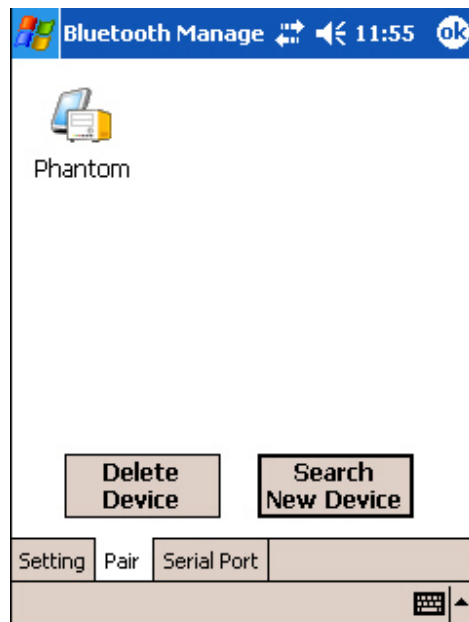 Bluetooth Manage 11:55 ok
Phantom
Delete Device
Search New Device
Setting Pair Serial Port